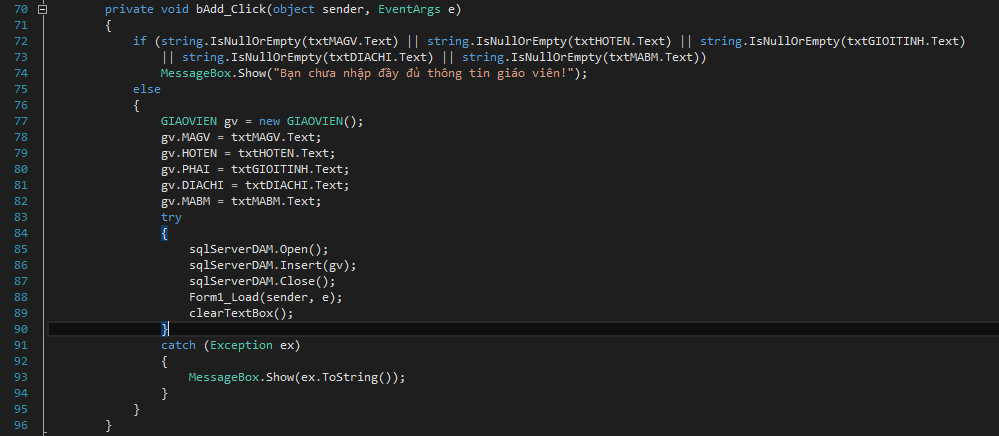 70 private void bAdd_Click(object sender, EventArgs e)
71 {
72 if (string.IsNullOrEmpty(txtMAGV.Text) || string.IsNullOrEmpty(txtHOTEN.Text) || string.IsNullOrEmpty(txtGIOITINH.Text)
73 || string.IsNullOrEmpty(txtDIACHI.Text) || string.IsNullOrEmpty(txtMABM.Text))
74 MessageBox.Show("Bạn chưa nhập đầy đủ thông tin giáo viên!");
75 else
76 {
77 GIAOVIEN gv = new GIAOVIEN();
78 gv.MAGV = txtMAGV.Text;
79 gv.HOTEN = txtHOTEN.Text;
80 gv.PHAI = txtGIOITINH.Text;
81 gv.DIACHI = txtDIACHI.Text;
82 gv.MABM = txtMABM.Text;
83 try
84 {
85 sqlServerDAM.Open();
86 sqlServerDAM.Insert(gv);
87 sqlServerDAM.Close();
88 Form1_Load(sender, e);
89 clearTextBox();
90 }
91 catch (Exception ex)
92 {
93 MessageBox.Show(ex.ToString());
94 }
95 }
96 }